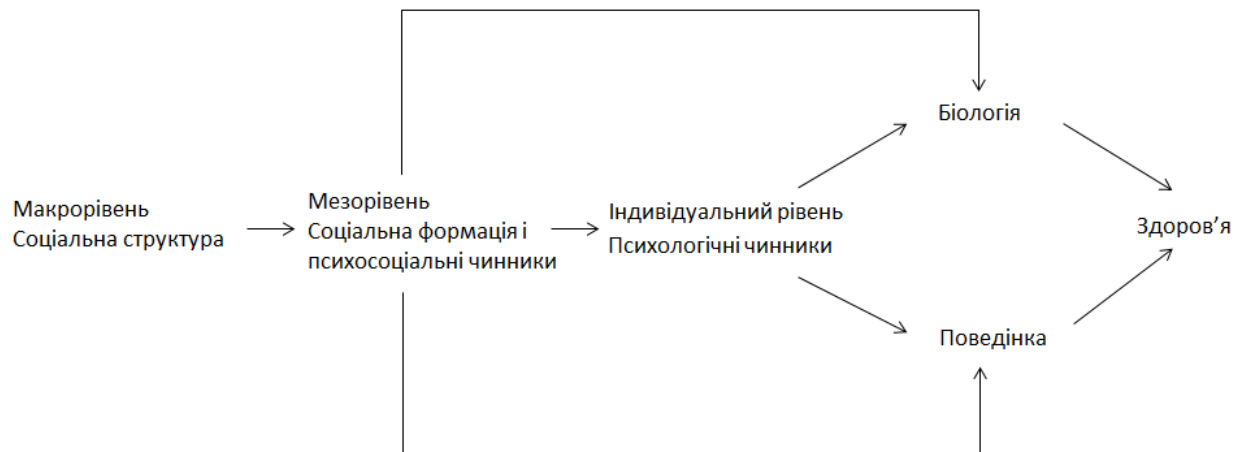 Біологія
Макрорівень
Соціальна структура
Мезорівень
Соціальна формація і
психосоціальні чинники
Індивідуальний рівень
Психологічні чинники
Здоров’я
Поведінка